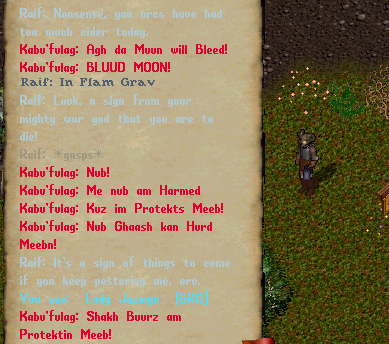 Raif: Nonsense, you orcs have had
too much elder today.
Kabu'fulag: Agh da Muun will Bleed!
Kabu'fulag: BLUUD MOON!
Raif: In Flam Grav
Raif: Look, a sign from your
mighty war god that you are to
die!
Raif: *gasps*
Kabu'fulag: Nub!
Kabu'fulag: Me nub am Harmed
Kabu'fulag: Kuz im Protekts Meeb!
Kabu'fulag: Nub Ghaash kan Hurd
Meebn!
Raif: It's a sign of things to come
if you keep pestering me, orc.
You see: Lady [BRO]
Kabu'fulag: Shakh Buurz am
Protektin Meeb!